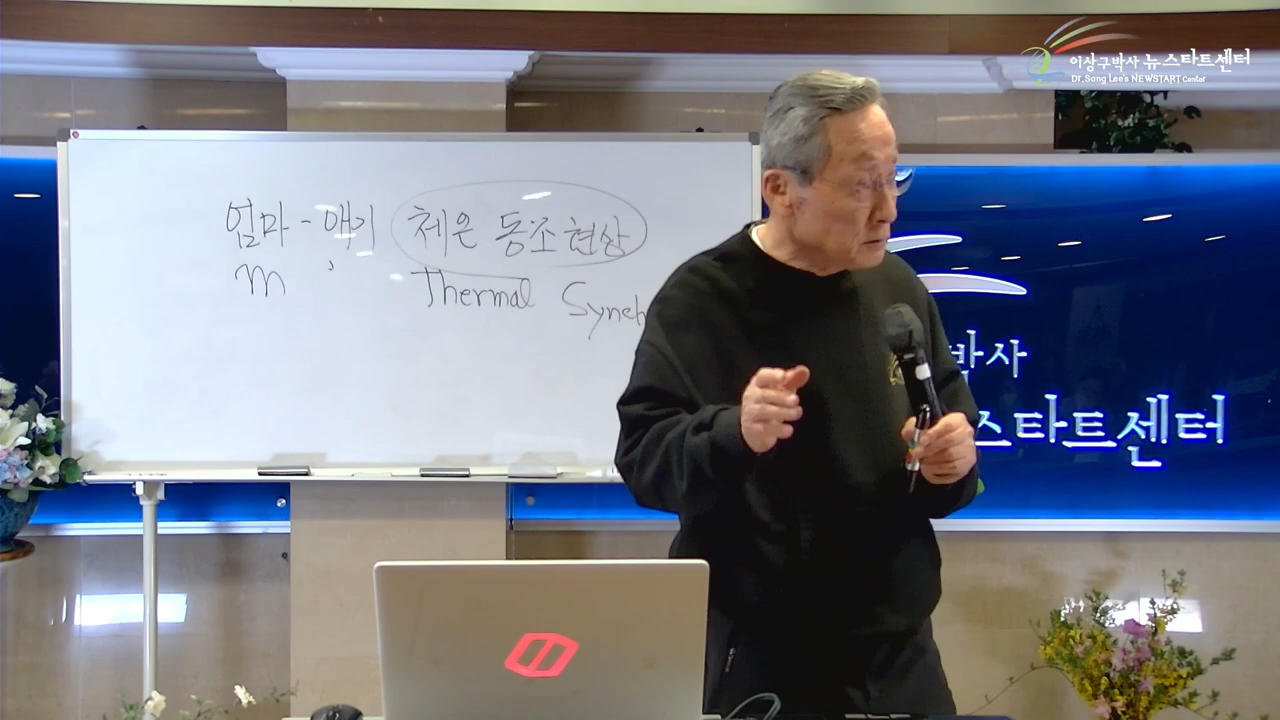 이상구박사 뉴스타트센터
Dr. Sang Lee's NEWSTART Center
엄마 - 애기 체온 동조 현상
m
Thermal Synch
박사
스타트센터